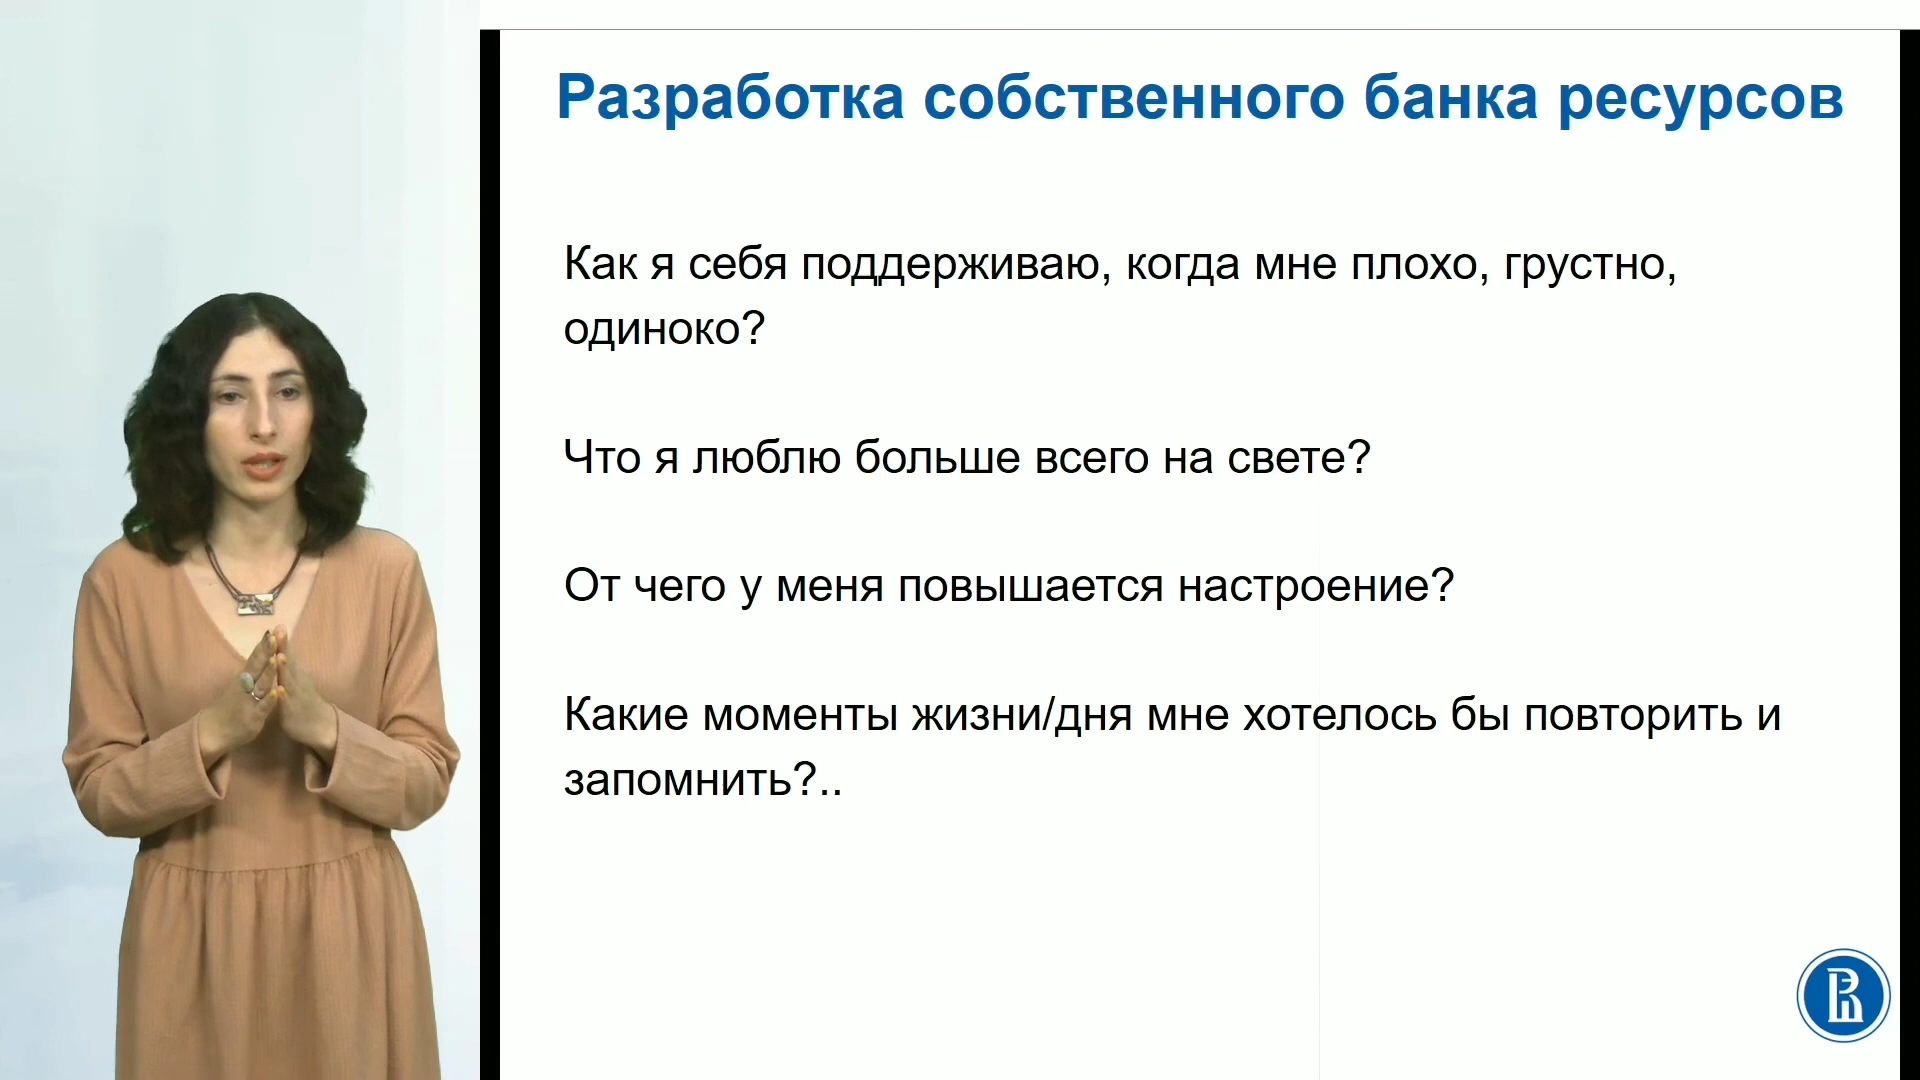 Разработка собственного банка ресурсов
Как я себя поддерживаю, когда мне плохо, грустно,
одиноко?
Что я люблю больше всего на свете?
От чего у меня повышается настроение?
Какие моменты жизни/дня мне хотелось бы повторить и
запомнить?..